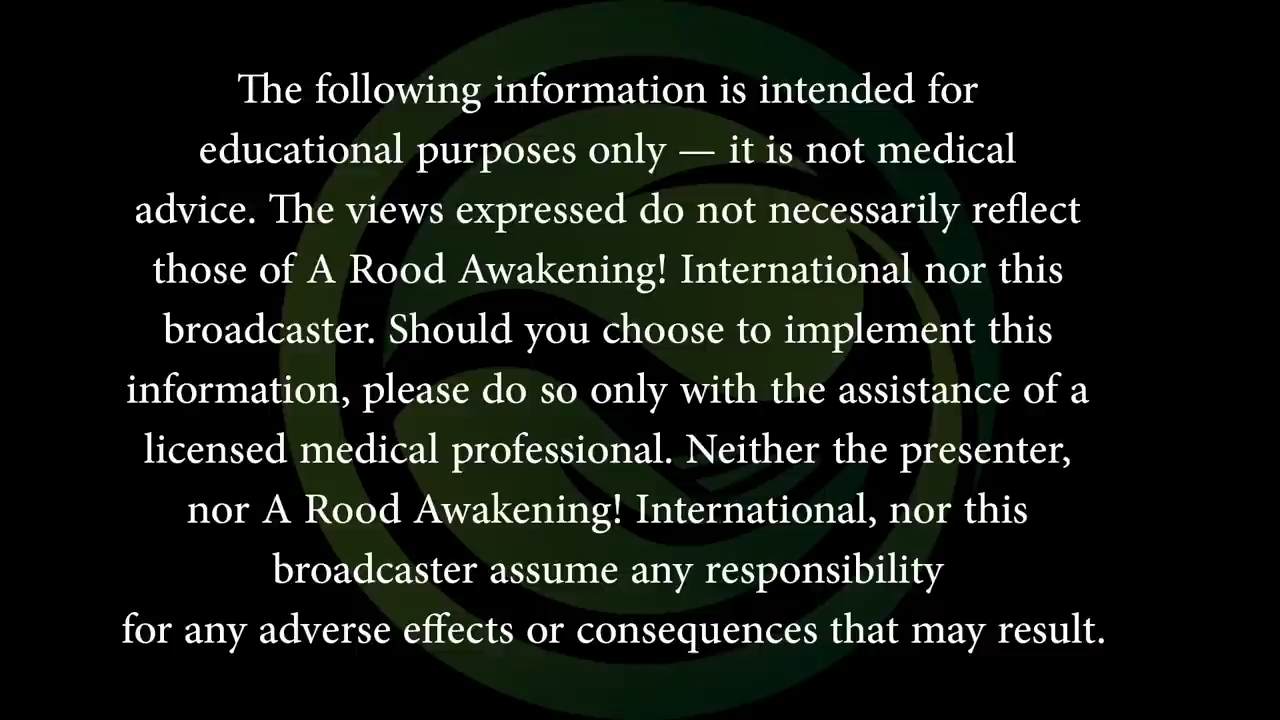 The following information is intended for
educational purposes only — it is not medical
advice. The views expressed do not necessarily reflect
those of A Rood Awakening! International nor this
broadcaster. Should you choose to implement this
information, please do so only with the assistance of a
licensed medical professional. Neither the presenter,
nor A Rood Awakening! International, nor this
broadcaster assume any responsibility
for any adverse effects or consequences that may result.